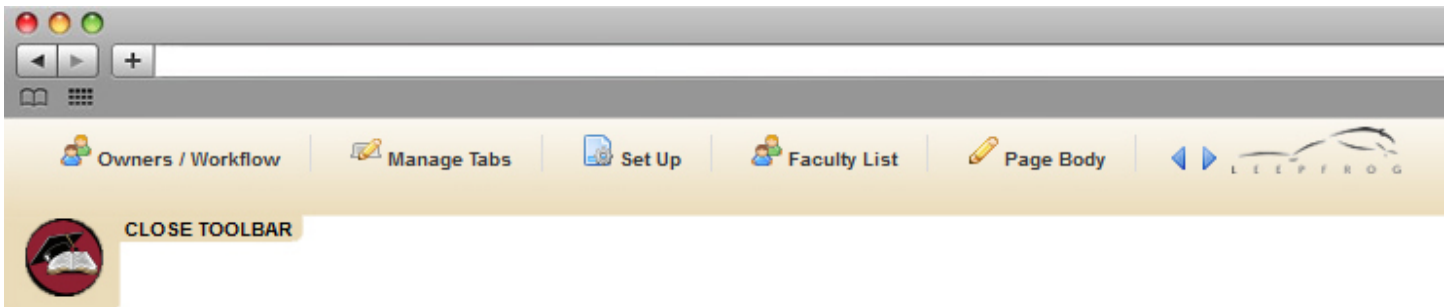 Owners / Workflow Manage Tabs Set Up Faculty List Page Body LEEPFROG
CLOSE TOOLBAR